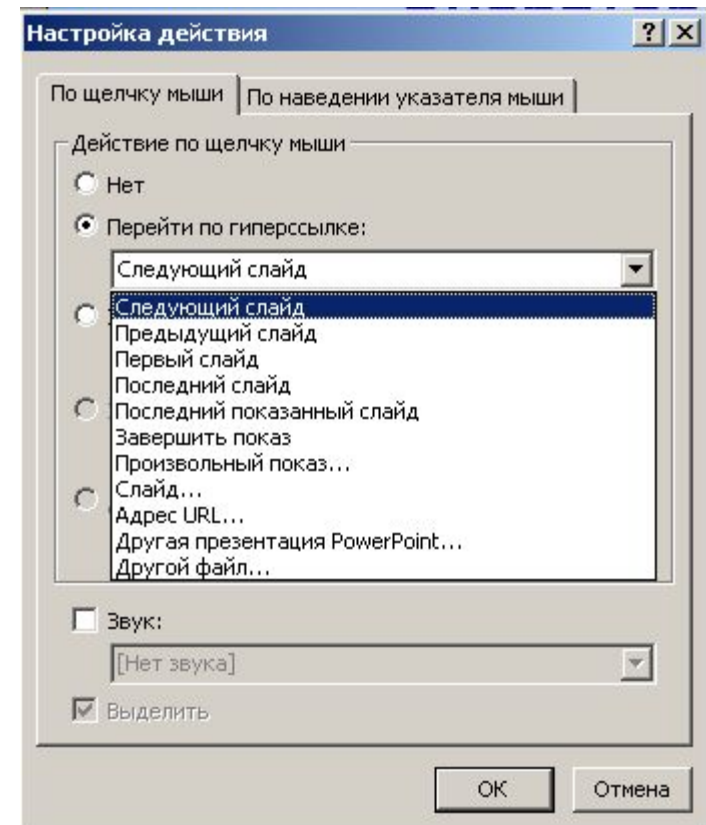 Настройка действия
По щелчку мыши По наведении указателя мыши
Действие по щелчку мыши
Нет
Перейти по гиперссылке:
Следующий слайд
Следующий слайд
Предыдущий слайд
Первый слайд
Последний слайд
Последний показанный слайд
Завершить показ
Произвольный показ...
Слайд...
Адрес URL...
Другая презентация PowerPoint...
Другой файл...
Звук:
[Нет звука]
Выделить
ОК Отмена